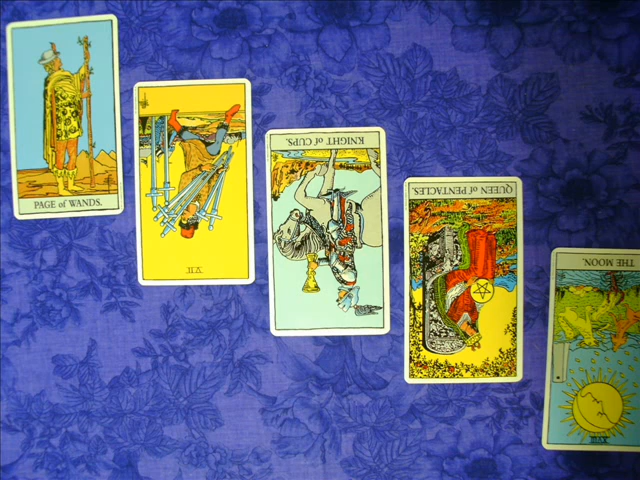 PAGE of WANDS.
VII
KNIGHT of CUPS.
QUEEN of PENTACLES.
THE MOON.
XVIII